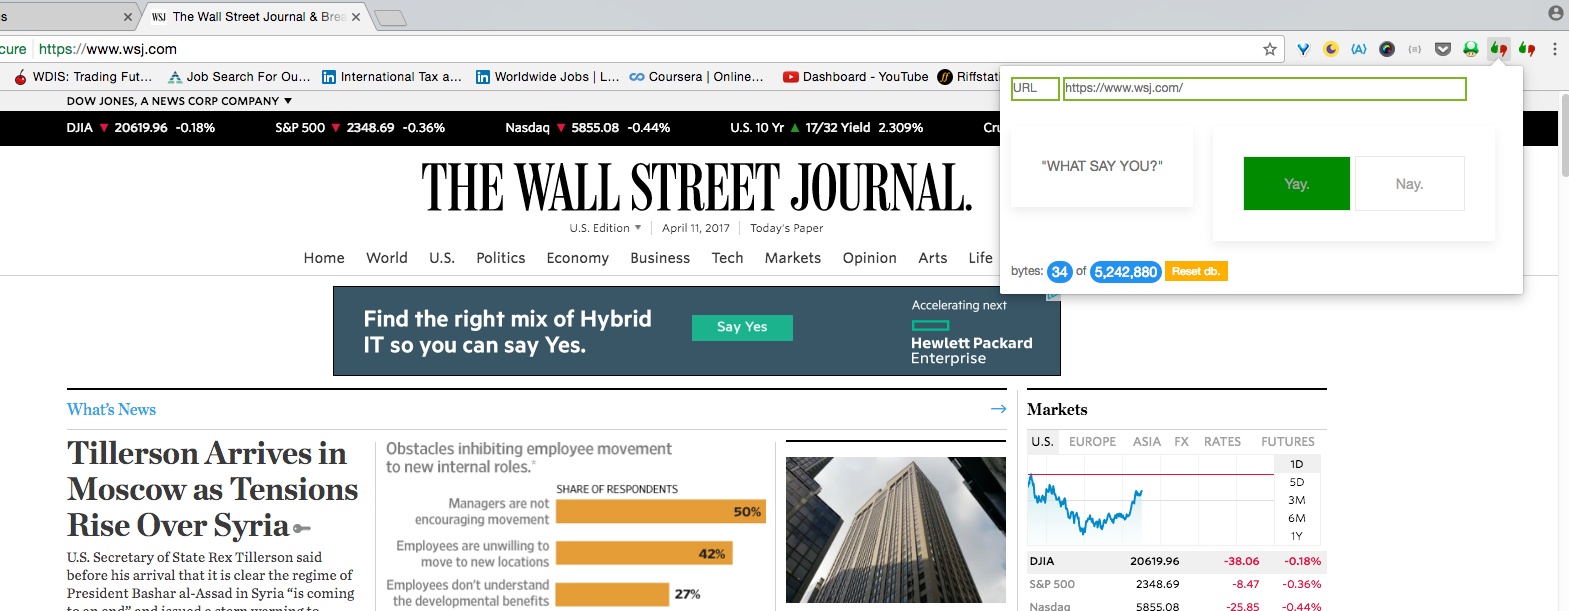 s
The Wall Street Journal & Brea
cure
https://www.wsj.com
WDIS: Trading Fut...
Job Search For Ou...
International Tax a...
Worldwide Jobs | L...
Coursera | Online...
Dashboard - YouTube
Riffstati
DOW JONES, A NEWS CORP COMPANY ▼
DJIA ▼ 20619.96 -0.18%
S&P 500 ▼ 2348.69 -0.36%
Nasdaq ▼ 5855.08 -0.44%
U.S. 10 Yr ▲ 17/32 Yield 2.309%
Cru
URL
https://www.wsj.com/
"WHAT SAY YOU?"
Yay.
Nay.
bytes: 34 of 5,242,880 Reset db.
THE WALL STREET JOURNAL.
U.S. Edition ▼ | April 11, 2017 | Today's Paper
Home World U.S. Politics Economy Business Tech Markets Opinion Arts Life
Find the right mix of Hybrid
IT so you can say Yes.
Say Yes
Accelerating next
Hewlett Packard
Enterprise
What's News
Tillerson Arrives in
Moscow as Tensions
Rise Over Syria
U.S. Secretary of State Rex Tillerson said
before his arrival that it is clear the regime of
President Bashar al-Assad in Syria “is coming
to an end” and issued a stern warning to
Obstacles inhibiting employee movement
to new internal roles.*
SHARE OF RESPONDENTS
Managers are not
encouraging movement
50%
Employees are unwilling to
move to new locations
42%
Employees don't understand
the developmental benefits
27%
Markets
U.S. EUROPE ASIA FX RATES FUTURES
1D
5D
3M
6M
1Y
DJIA 20619.96 -38.06 -0.18%
S&P 500 2348.69 -8.47 -0.36%
Nasdaq 5855.08 -25.85 -0.44%